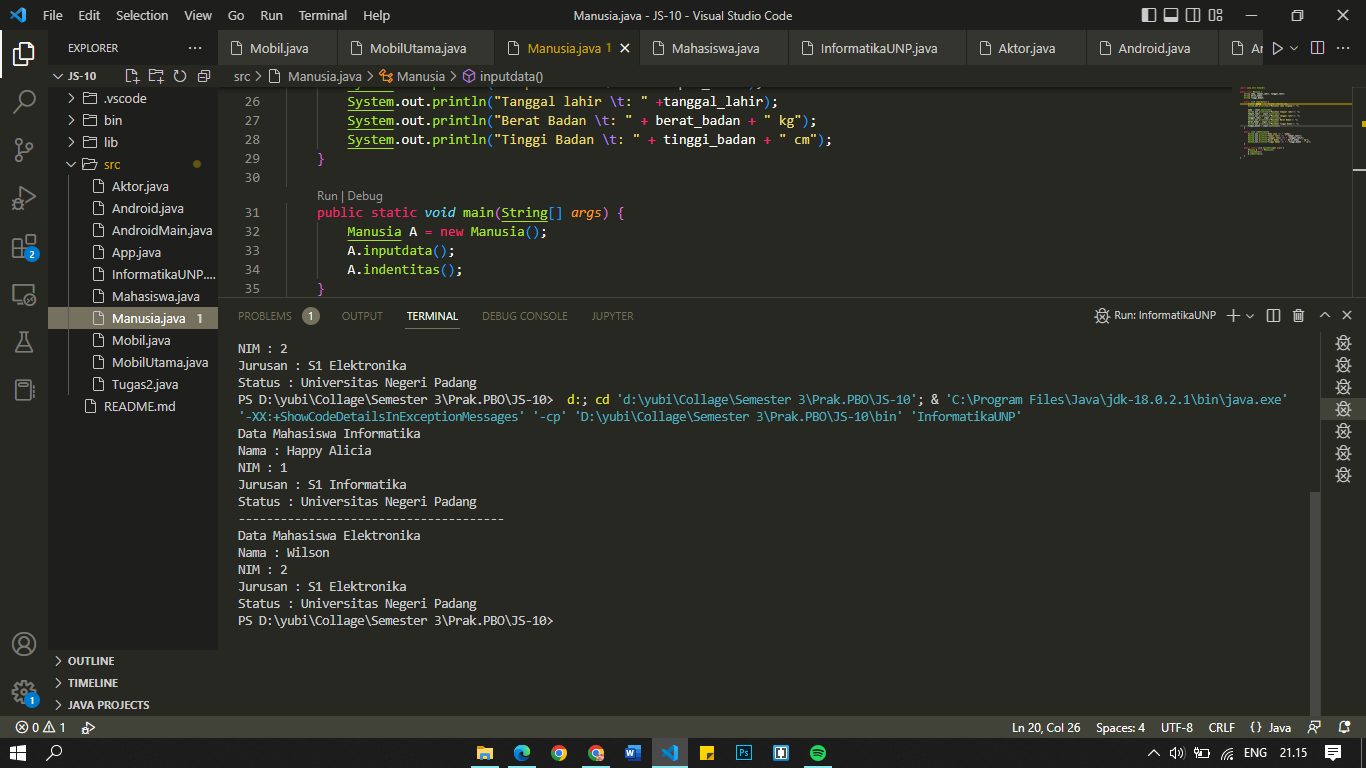 File Edit Selection View Go Run Terminal Help Manusia.java - JS-10 - Visual Studio Code
EXPLORER
Mobil.java MobilUtama.java Manusia.java 1 Mahasiswa.java InformatikaUNP.java Aktor.java Android.java
JS-10
src > Manusia.java > Manusia > inputdata()
.vscode
bin
lib
src
Aktor.java
Android.java
AndroidMain.java
App.java
InformatikaUNP....
Mahasiswa.java
Manusia.java 1
Mobil.java
MobilUtama.java
Tugas2.java
README.md
OUTLINE
TIMELINE
JAVA PROJECTS
2
1
26 System.out.println("Tanggal lahir \t: " +tanggal_lahir);
27 System.out.println("Berat Badan \t: " + berat_badan + " kg");
28 System.out.println("Tinggi Badan \t: " + tinggi_badan + " cm");
29 }
30
Run | Debug
31 public static void main(String[] args) {
32 Manusia A = new Manusia();
33 A.inputdata();
34 A.indentitas();
35 }
PROBLEMS 1 OUTPUT TERMINAL DEBUG CONSOLE JUPYTER Run: InformatikaUNP
NIM : 2
Jurusan : S1 Elektronika
Status : Universitas Negeri Padang
PS D:\yubi\Collage\Semester 3\Prak.PBO\JS-10> d:; cd 'd:\yubi\Collage\Semester 3\Prak.PBO\JS-10'; & 'C:\Program Files\Java\jdk-18.0.2.1\bin\java.exe'
'-XX:+ShowCodeDetailsInExceptionMessages' '-cp' 'D:\yubi\Collage\Semester 3\Prak.PBO\JS-10\bin' 'InformatikaUNP'
Data Mahasiswa Informatika
Nama : Happy Alicia
NIM : 1
Jurusan : S1 Informatika
Status : Universitas Negeri Padang
--------------------------------------
Data Mahasiswa Elektronika
Nama : Wilson
NIM : 2
Jurusan : S1 Elektronika
Status : Universitas Negeri Padang
PS D:\yubi\Collage\Semester 3\Prak.PBO\JS-10>
0 1 Ln 20, Col 26 Spaces: 4 UTF-8 CRLF {} Java
W Ps ENG 21.15